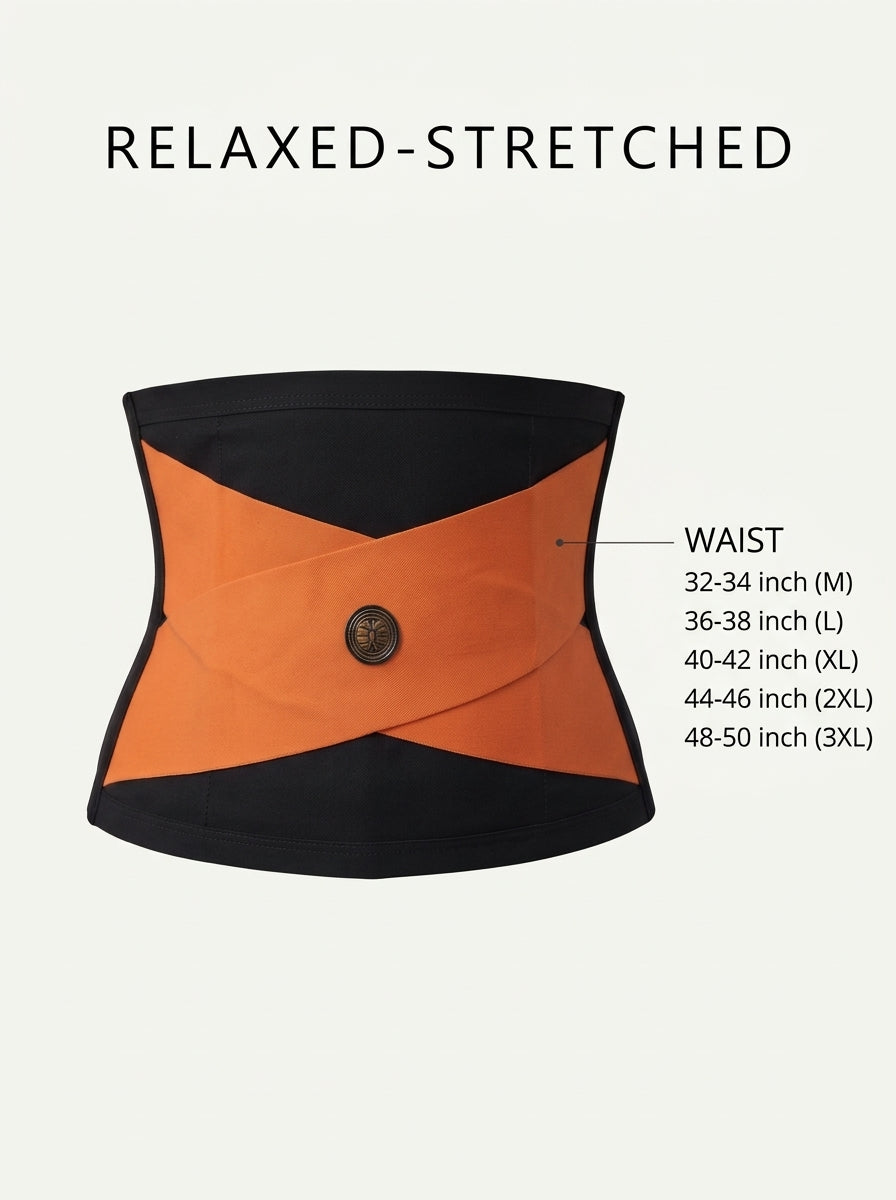 RELAXED-STRETCHED
WAIST
32-34 inch (M)
36-38 inch (L)
40-42 inch (XL)
44-46 inch (2XL)
48-50 inch (3XL)